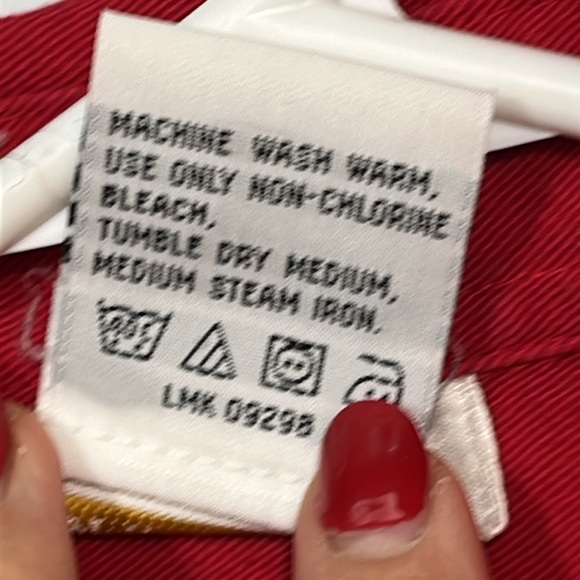 MACHINE WASH WARM,
USE ONLY NON-CHLORINE
BLEACH,
TUMBLE DRY MEDIUM,
MEDIUM STEAM IRON.
LMK 09298